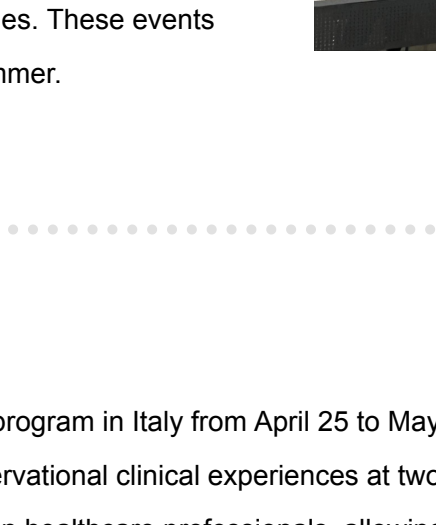 es. These events
mer.
program in Italy from April 25 to May
ervational clinical experiences at two
healthcare professionals, allowing